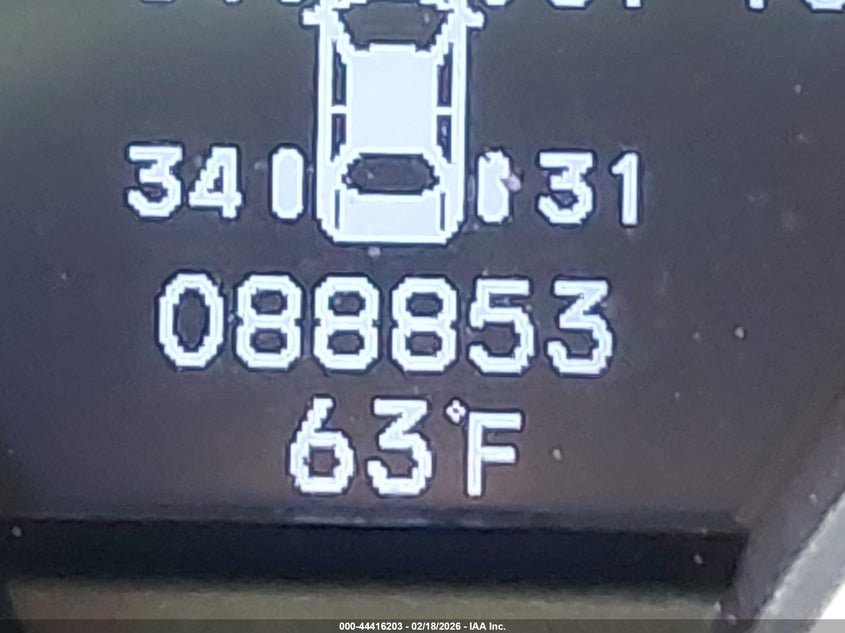 34 31
088853
63°F
000-44416203 - 02/18/2026 - IAA Inc.